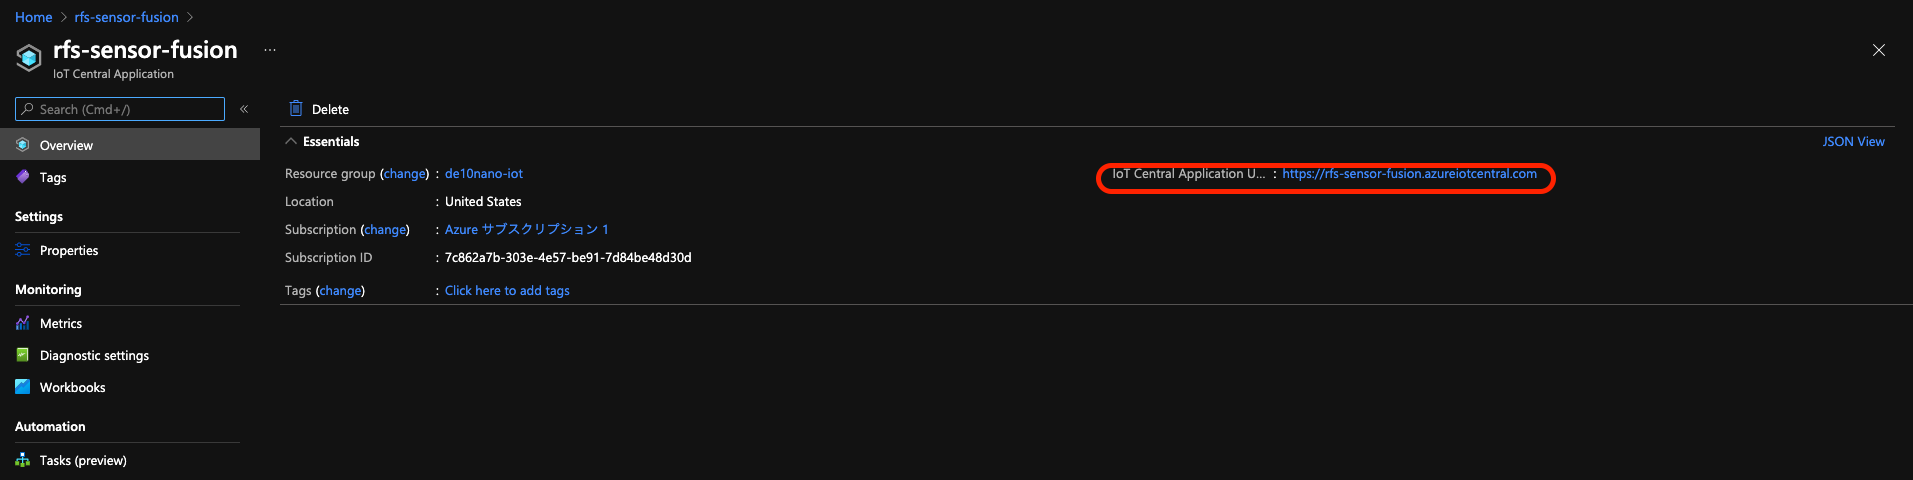 Home > rfs-sensor-fusion >
rfs-sensor-fusion ...
IoT Central Application
Search (Cmd+/) «
Overview
Tags
Settings
Properties
Monitoring
Metrics
Diagnostic settings
Workbooks
Automation
Tasks (preview)
Delete
Essentials
JSON View
Resource group (change) : de10nano-iot
Location : United States
Subscription (change) : Azure サブスクリプション 1
Subscription ID : 7c862a7b-303e-4e57-be91-7d84be48d30d
Tags (change) : Click here to add tags
IoT Central Application U... : https://rfs-sensor-fusion.azureiotcentral.com